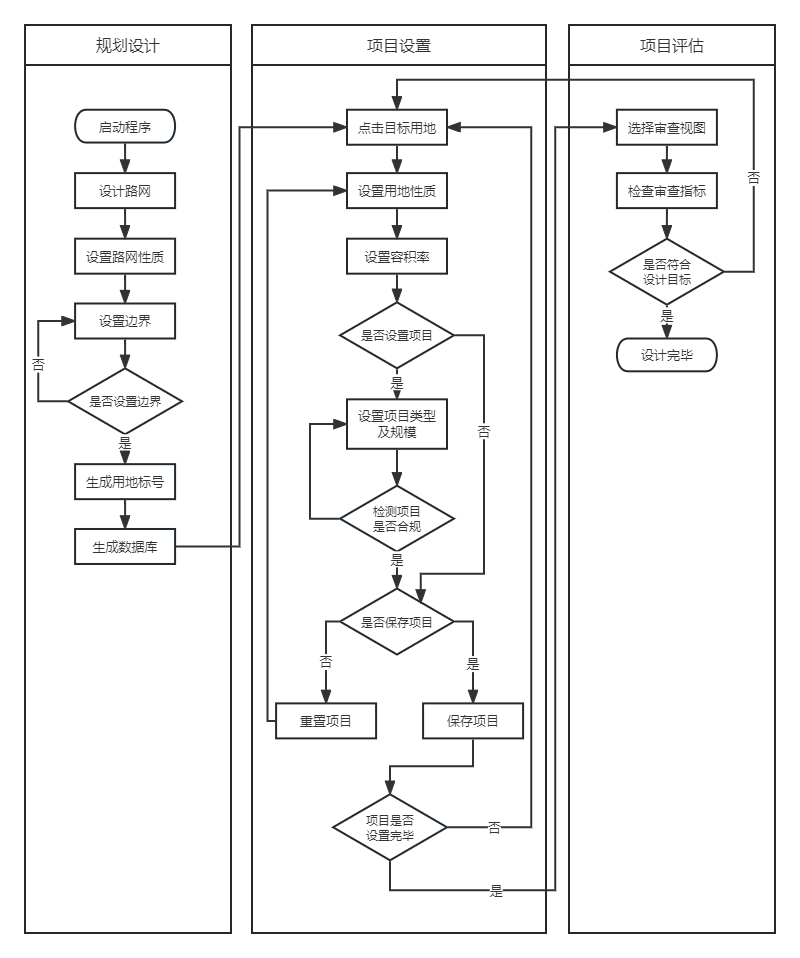 规划设计
启动程序
设计路网
设置路网性质
设置边界
否
是否设置边界
是
生成用地标号
生成数据库
项目设置
点击目标用地
设置用地性质
设置容积率
是否设置项目
是
否
设置项目类型
及规模
检测项目
是否合规
是
是否保存项目
否
是
重置项目
保存项目
项目是否
设置完毕
否
是
项目评估
选择审查视图
检查审查指标
否
是否符合
设计目标
是
设计完毕